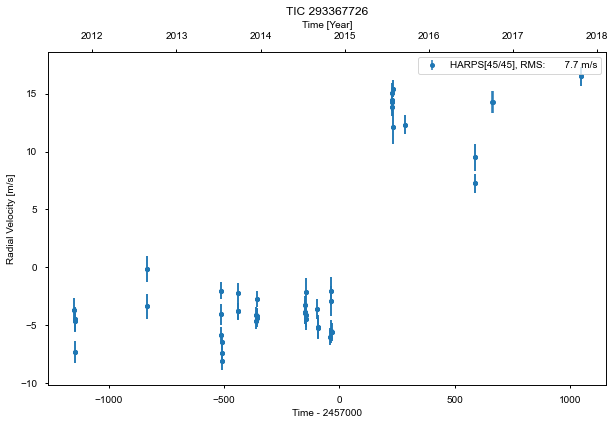 TIC 293367726
Time [Year]
2012 2013 2014 2015 2016 2017 2018
HARPS[45/45], RMS: 7.7 m/s
15
10
5
0
−5
−10
Radial Velocity [m/s]
−1000 −500 0 500 1000
Time - 2457000